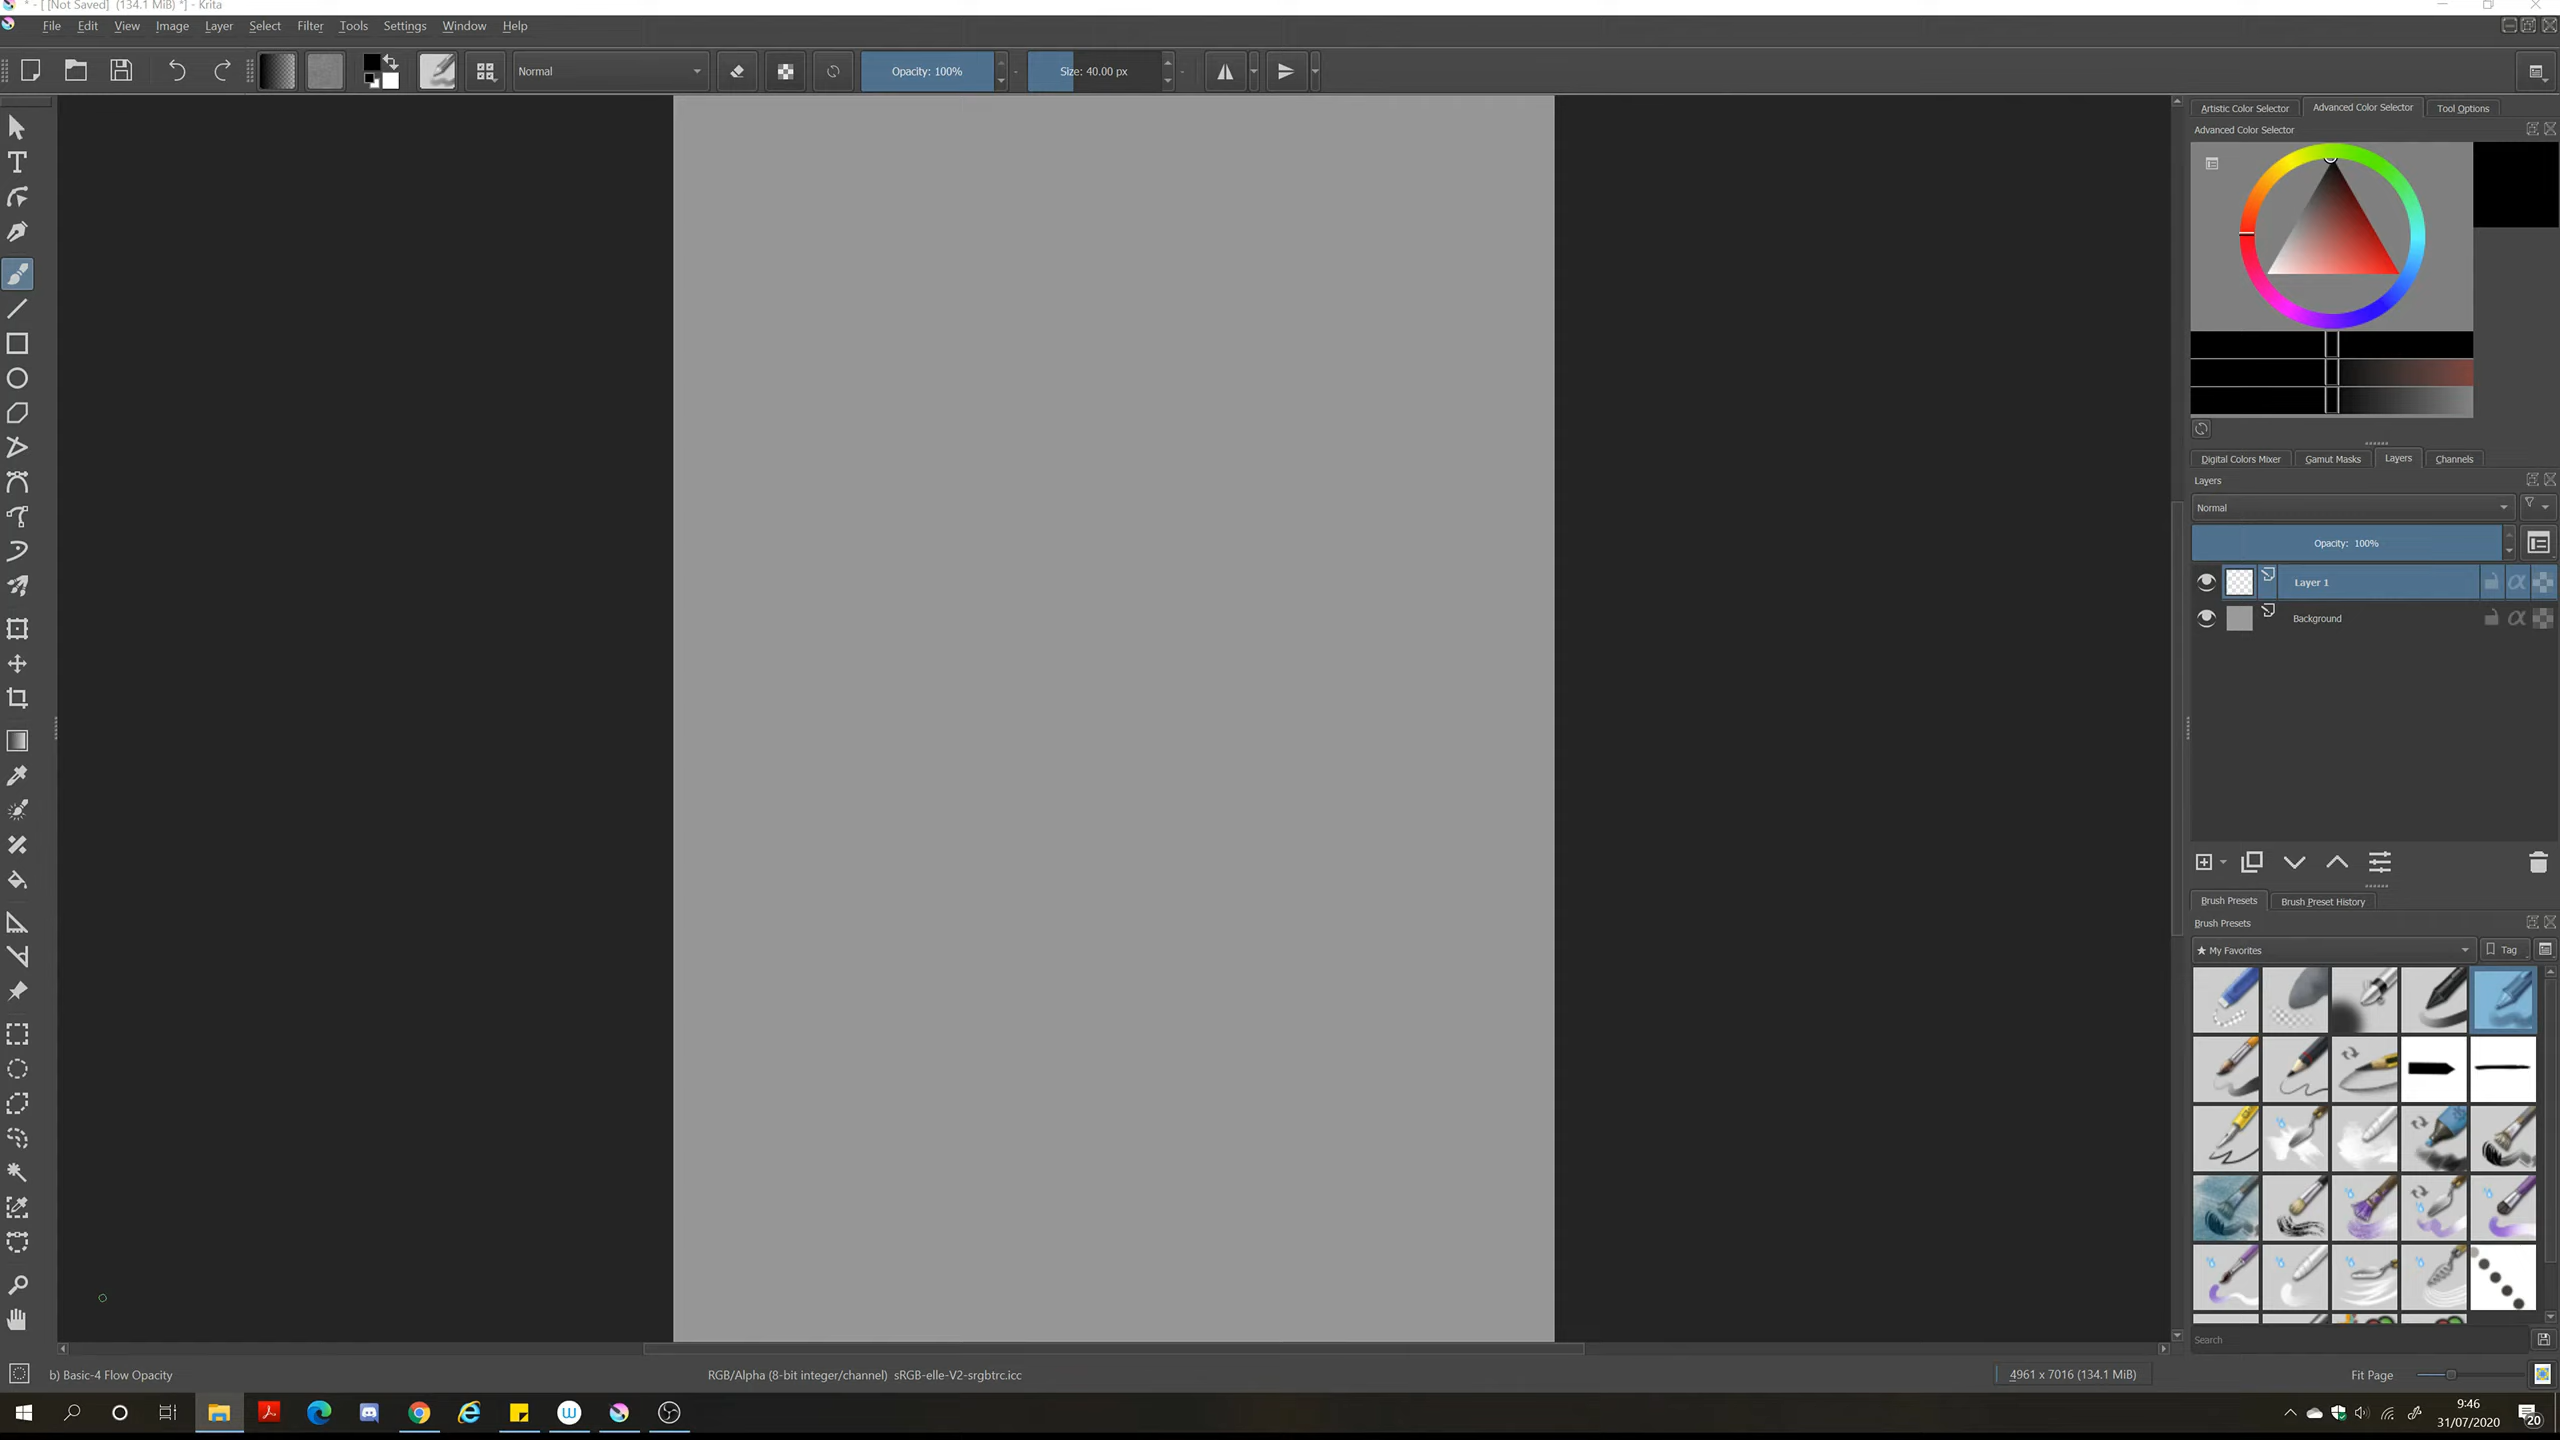 * - [ [Not Saved]  (134.1 MiB) *] - Krita
File Edit View Image Layer Select Filter Tools Settings Window Help
Normal Opacity: 100% Size: 40.00 px
Artistic Color Selector Advanced Color Selector Tool Options
Advanced Color Selector
Digital Colors Mixer Gamut Masks Layers Channels
Layers
Normal
Opacity: 100%
Layer 1
Background
Brush Presets Brush Preset History
Brush Presets
★ My Favorites Tag
Search
b) Basic-4 Flow Opacity RGB/Alpha (8-bit integer/channel)  sRGB-elle-V2-srgbtrc.icc 4961 x 7016 (134.1 MiB) Fit Page
9:46
31/07/2020
20